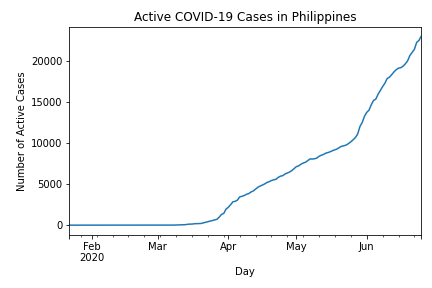 Active COVID-19 Cases in Philippines
Number of Active Cases
20000
15000
10000
5000
0
Feb
2020
Mar
Apr
May
Jun
Day